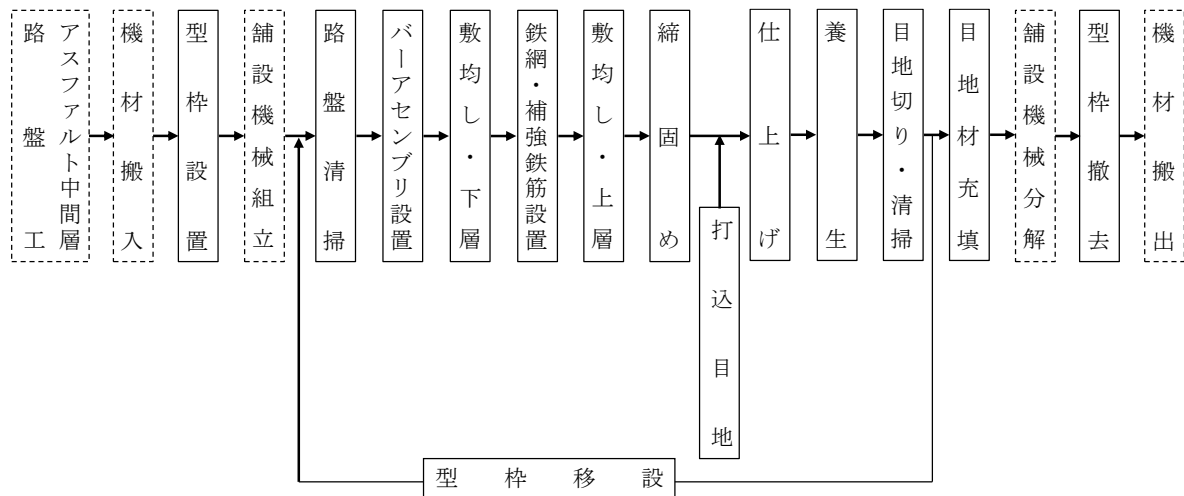 路盤工
アスファルト中間層
機材搬入
型枠設置
舗設機械組立
路盤清掃
バーアセンブリ設置
敷均し・下層
鉄網・補強鉄筋設置
敷均し・上層
締固め
打込目地
仕上げ
養生
目地切り・清掃
目地材充填
舗設機械分解
型枠撤去
機材搬出
型枠移設